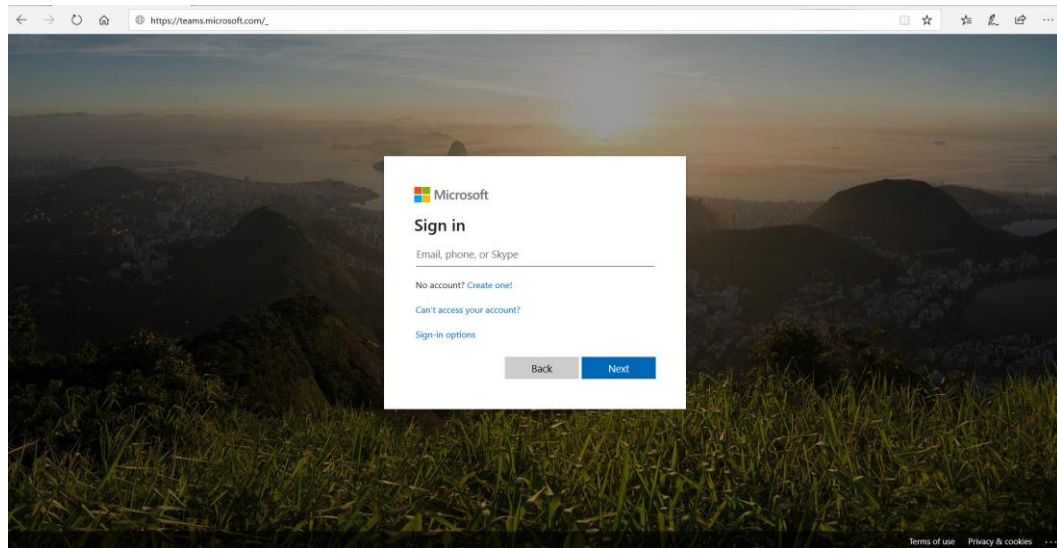 https://teams.microsoft.com/_
Microsoft
Sign in
Email, phone, or Skype
No account? Create one!
Can't access your account?
Sign-in options
Back Next
Terms of use Privacy & cookies ...